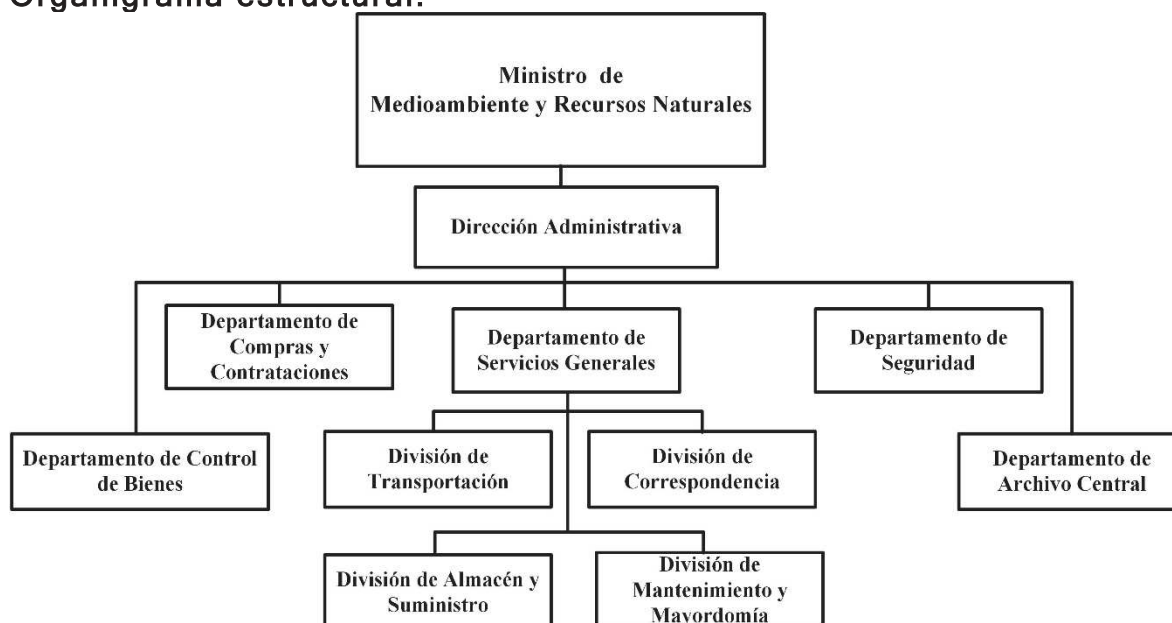 Organigrama estructural.
Ministro de
Medioambiente y Recursos Naturales
Dirección Administrativa
Departamento de
Compras y
Contrataciones
Departamento de
Servicios Generales
Departamento de
Seguridad
Departamento de Control
de Bienes
División de
Transportación
División de
Correspondencia
Departamento de
Archivo Central
División de Almacén y
Suministro
División de
Mantenimiento y
Mayordomía